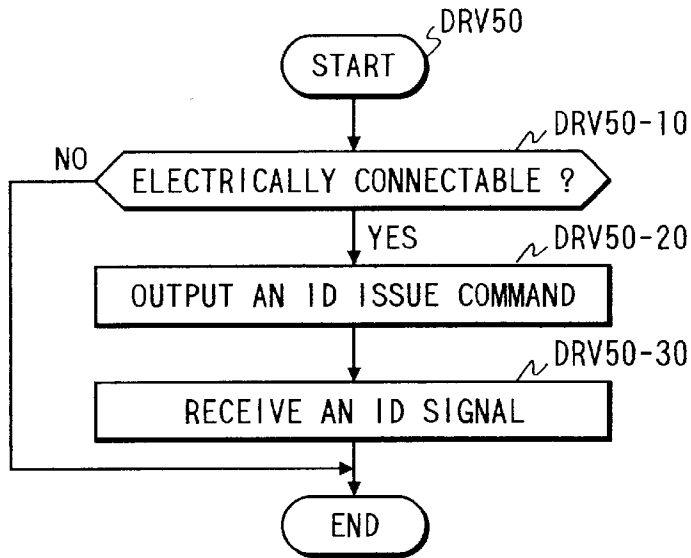 DRV50
START
DRV50-10
NO
ELECTRICALLY CONNECTABLE ?
YES
DRV50-20
OUTPUT AN ID ISSUE COMMAND
DRV50-30
RECEIVE AN ID SIGNAL
END